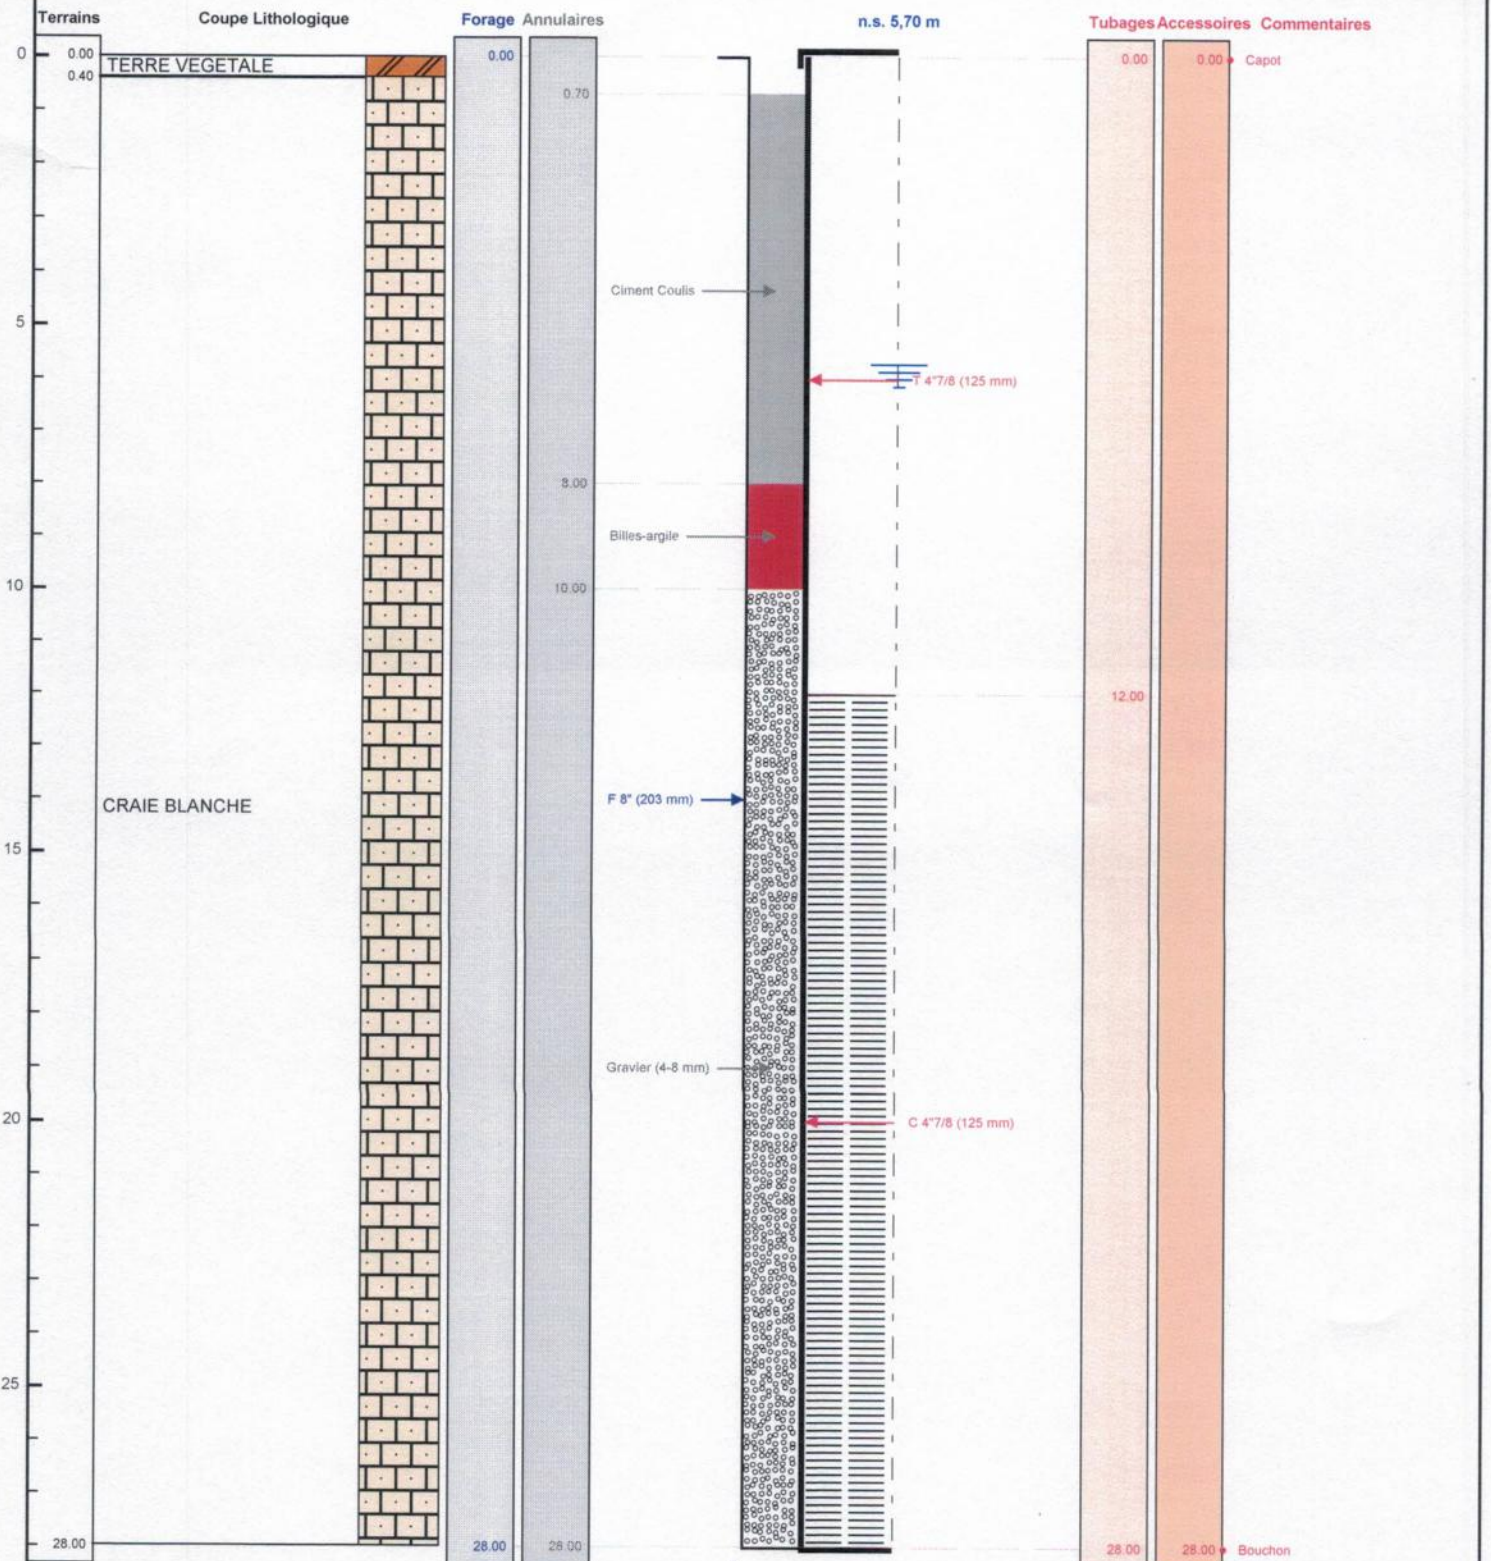 Terrains Coupe Lithologique Forage Annulaires n.s. 5,70 m Tubages Accessoires Commentaires
0 0.00 0.00 0.00 0.00 Capot
TERRE VEGETALE
0.40
0.70
Ciment Coulis
5
T 4"7/8 (125 mm)
8.00
Billes-argile
10 10.00
12.00
F 8" (203 mm)
CRAIE BLANCHE
15
Gravier (4-8 mm)
20
C 4"7/8 (125 mm)
25
28.00 28.00 28.00 28.00 28.00 Bouchon